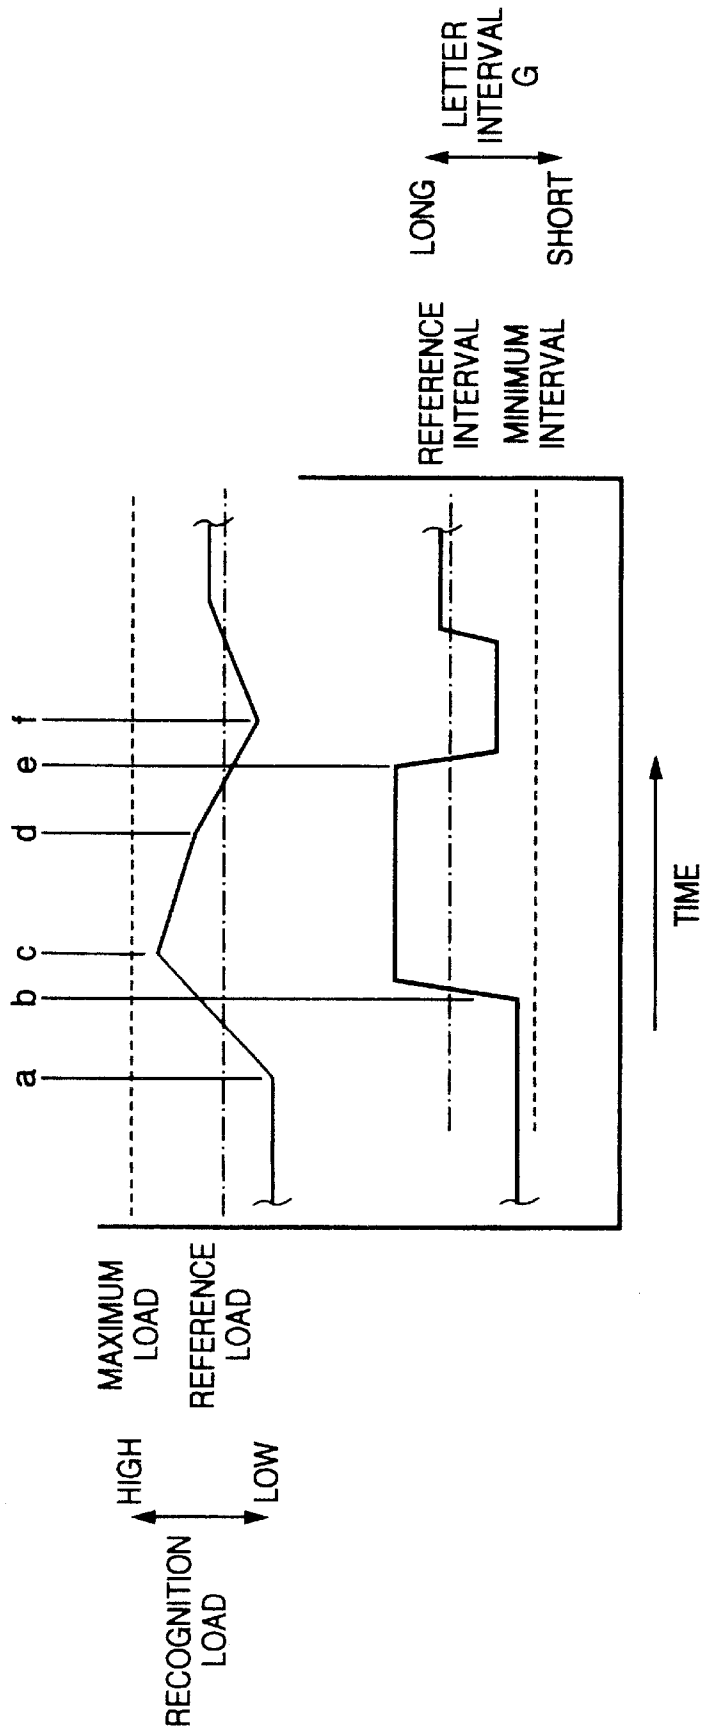 a
b
c
d
e
f
MAXIMUM
LOAD
REFERENCE
LOAD
HIGH
LOW
RECOGNITION
LOAD
REFERENCE
INTERVAL
MINIMUM
INTERVAL
LONG
SHORT
LETTER
INTERVAL
G
TIME